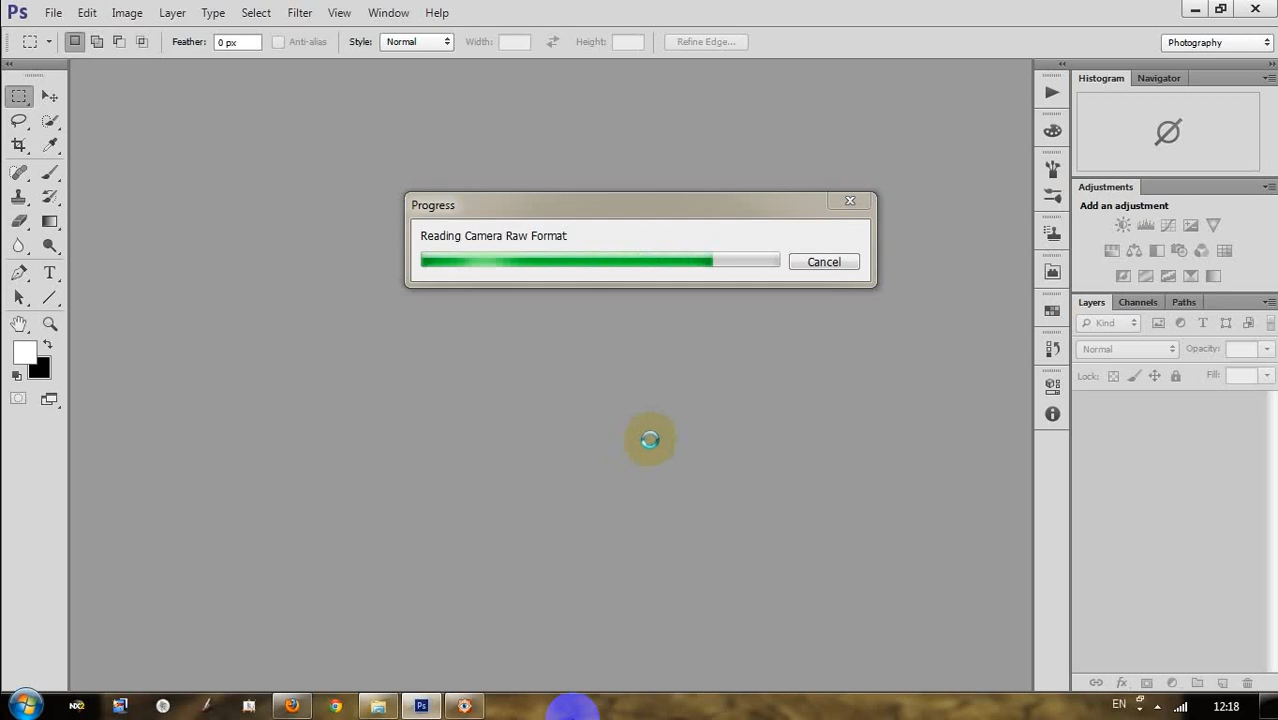 Ps File Edit Image Layer Type Select Filter View Window Help
Feather: 0 px Anti-alias Style: Normal Width: Height: Refine Edge... Photography
Histogram Navigator
Adjustments
Add an adjustment
Progress
Reading Camera Raw Format
Cancel
Layers Channels Paths
Kind
Normal Opacity:
Lock: Fill:
NX2 Ps EN 12:18